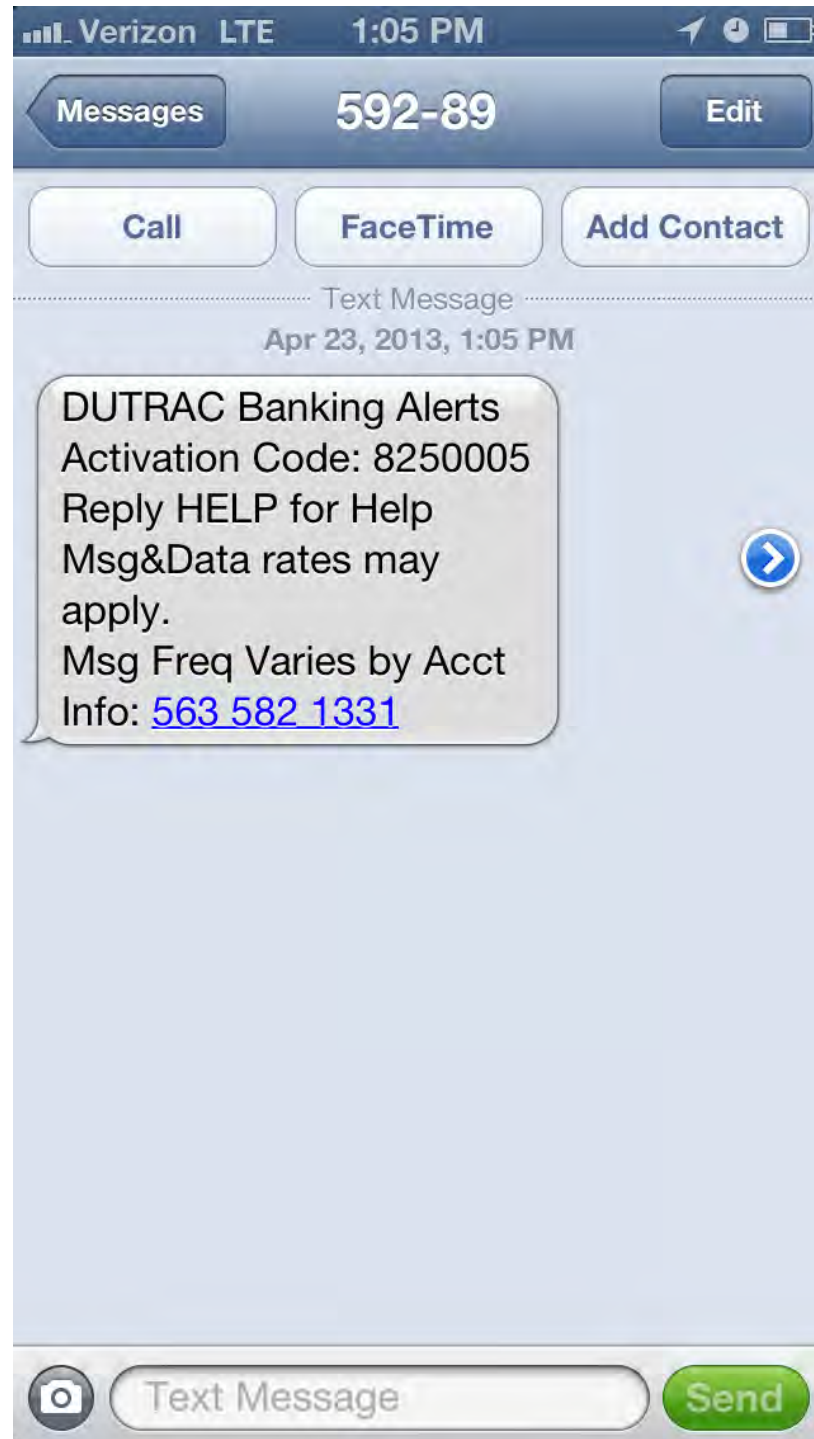 Verizon LTE 1:05 PM
Messages 592-89 Edit
Call FaceTime Add Contact
Text Message
Apr 23, 2013, 1:05 PM
DUTRAC Banking Alerts
Activation Code: 8250005
Reply HELP for Help
Msg&Data rates may
apply.
Msg Freq Varies by Acct
Info: 563 582 1331
Text Message Send